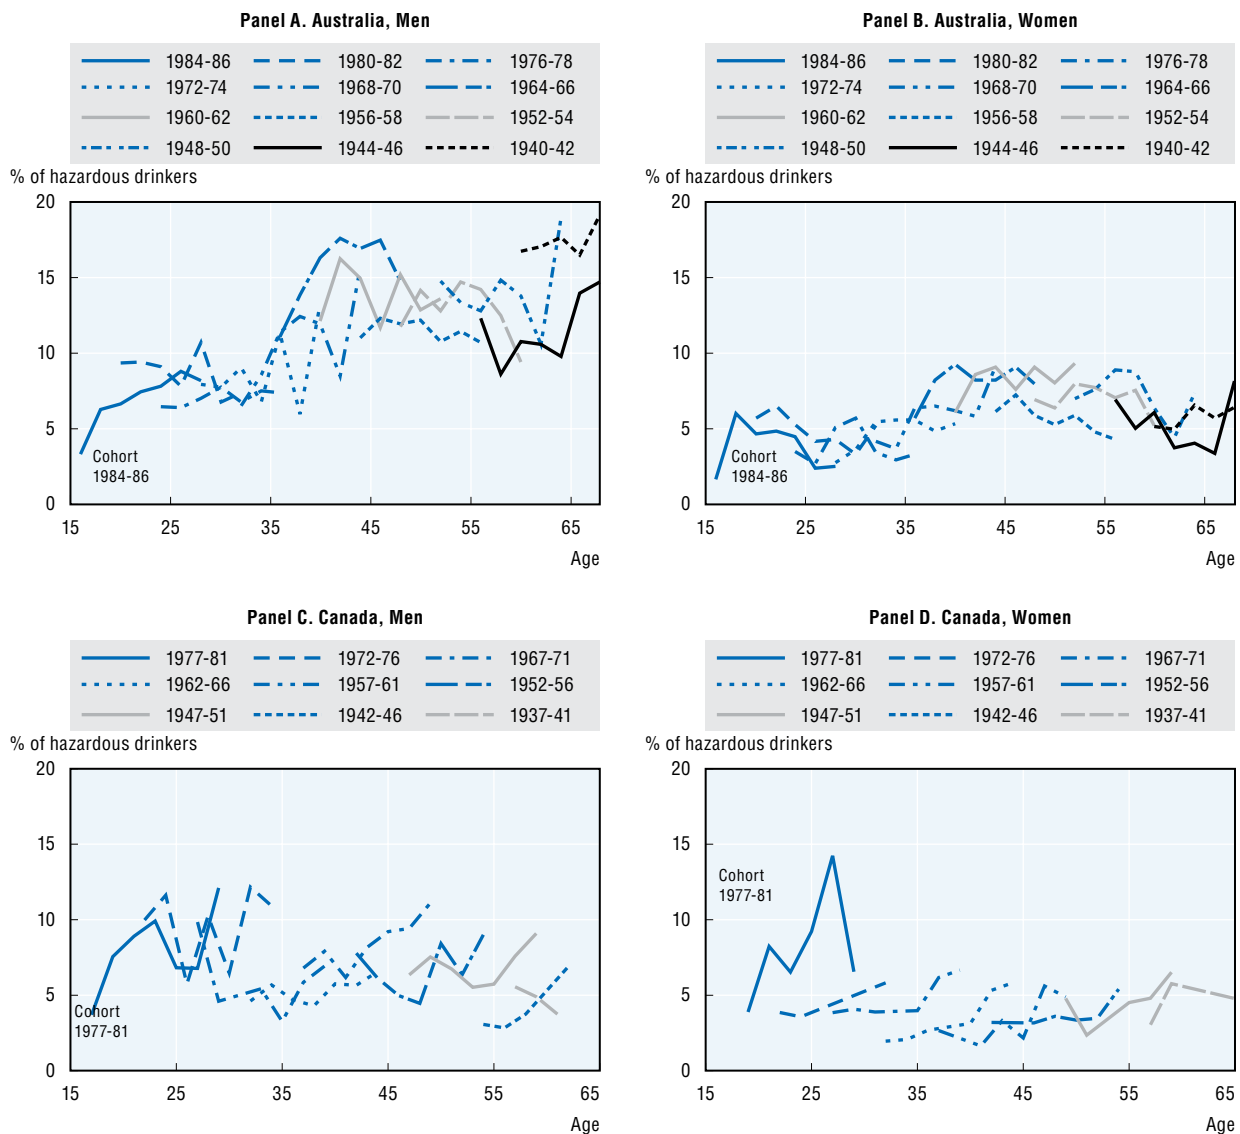 Panel A. Australia, Men
1984-86 1980-82 1976-78
1972-74 1968-70 1964-66
1960-62 1956-58 1952-54
1948-50 1944-46 1940-42
% of hazardous drinkers
20
15
10
5
0
Cohort
1984-86
15 25 35 45 55 65
Age
Panel B. Australia, Women
1984-86 1980-82 1976-78
1972-74 1968-70 1964-66
1960-62 1956-58 1952-54
1948-50 1944-46 1940-42
% of hazardous drinkers
20
15
10
5
0
Cohort
1984-86
15 25 35 45 55 65
Age
Panel C. Canada, Men
1977-81 1972-76 1967-71
1962-66 1957-61 1952-56
1947-51 1942-46 1937-41
% of hazardous drinkers
20
15
10
5
0
Cohort
1977-81
15 25 35 45 55 65
Age
Panel D. Canada, Women
1977-81 1972-76 1967-71
1962-66 1957-61 1952-56
1947-51 1942-46 1937-41
% of hazardous drinkers
20
15
10
5
0
Cohort
1977-81
15 25 35 45 55 65
Age